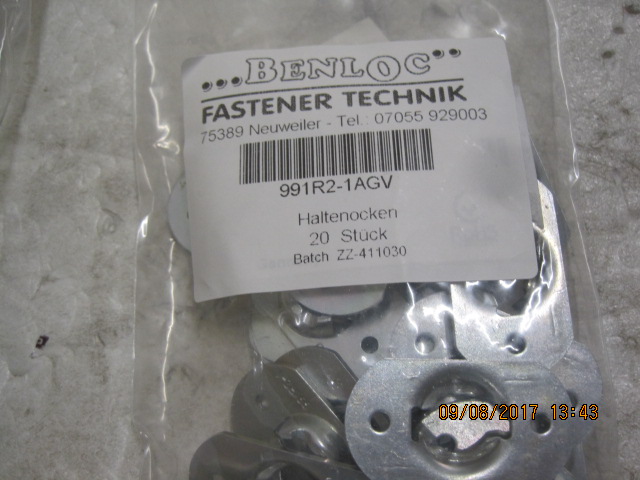 BENLOC
FASTENER TECHNIK
75389 Neuweiler - Tel.: 07055 929003
991R2-1AGV
Haltenocken
20 Stück
Batch ZZ-411030
09/08/2017 13:43